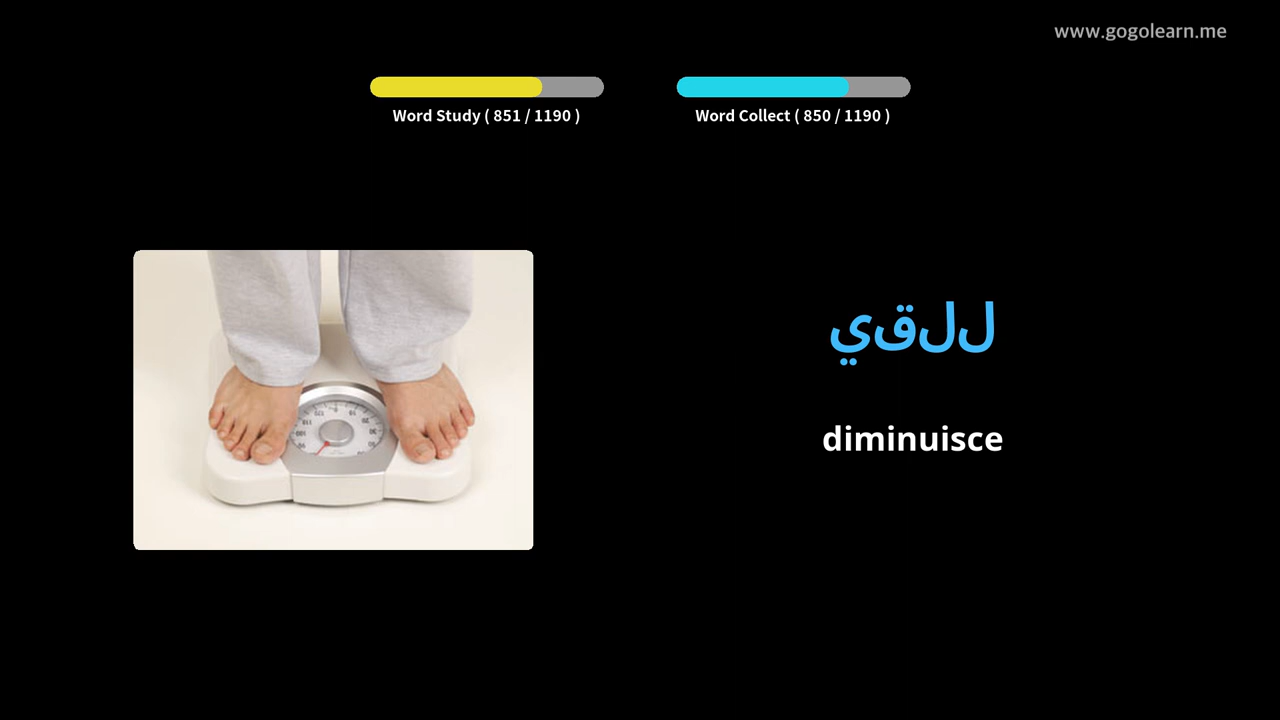 www.gogolearn.me
Word Study ( 851 / 1190 )
Word Collect ( 850 / 1190 )
يقلل
diminuisce